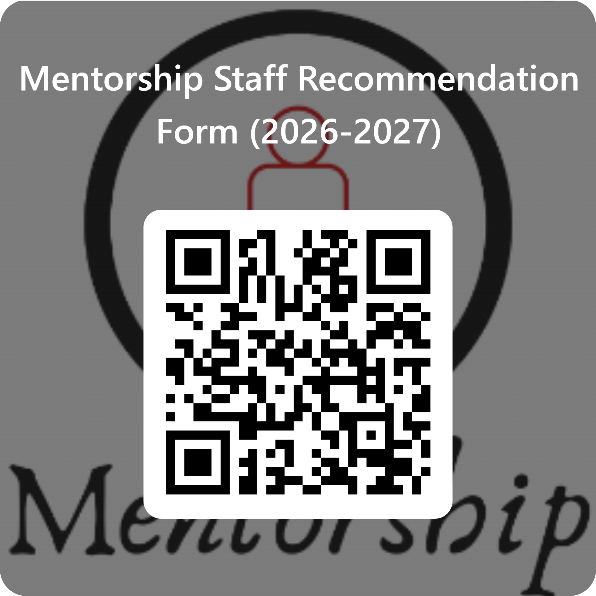 Mentorship Staff Recommendation
Form (2026-2027)
Mentorship